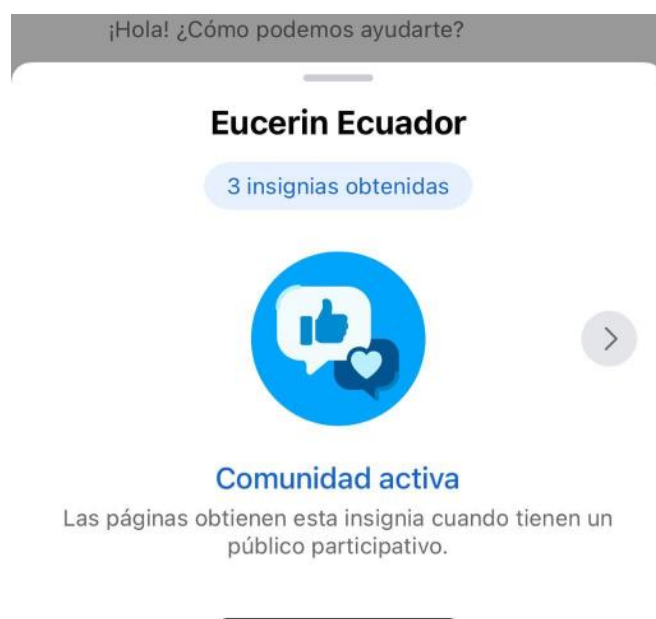 ¡Hola! ¿Cómo podemos ayudarte?
Eucerin Ecuador
3 insignias obtenidas
Comunidad activa
Las páginas obtienen esta insignia cuando tienen un
público participativo.